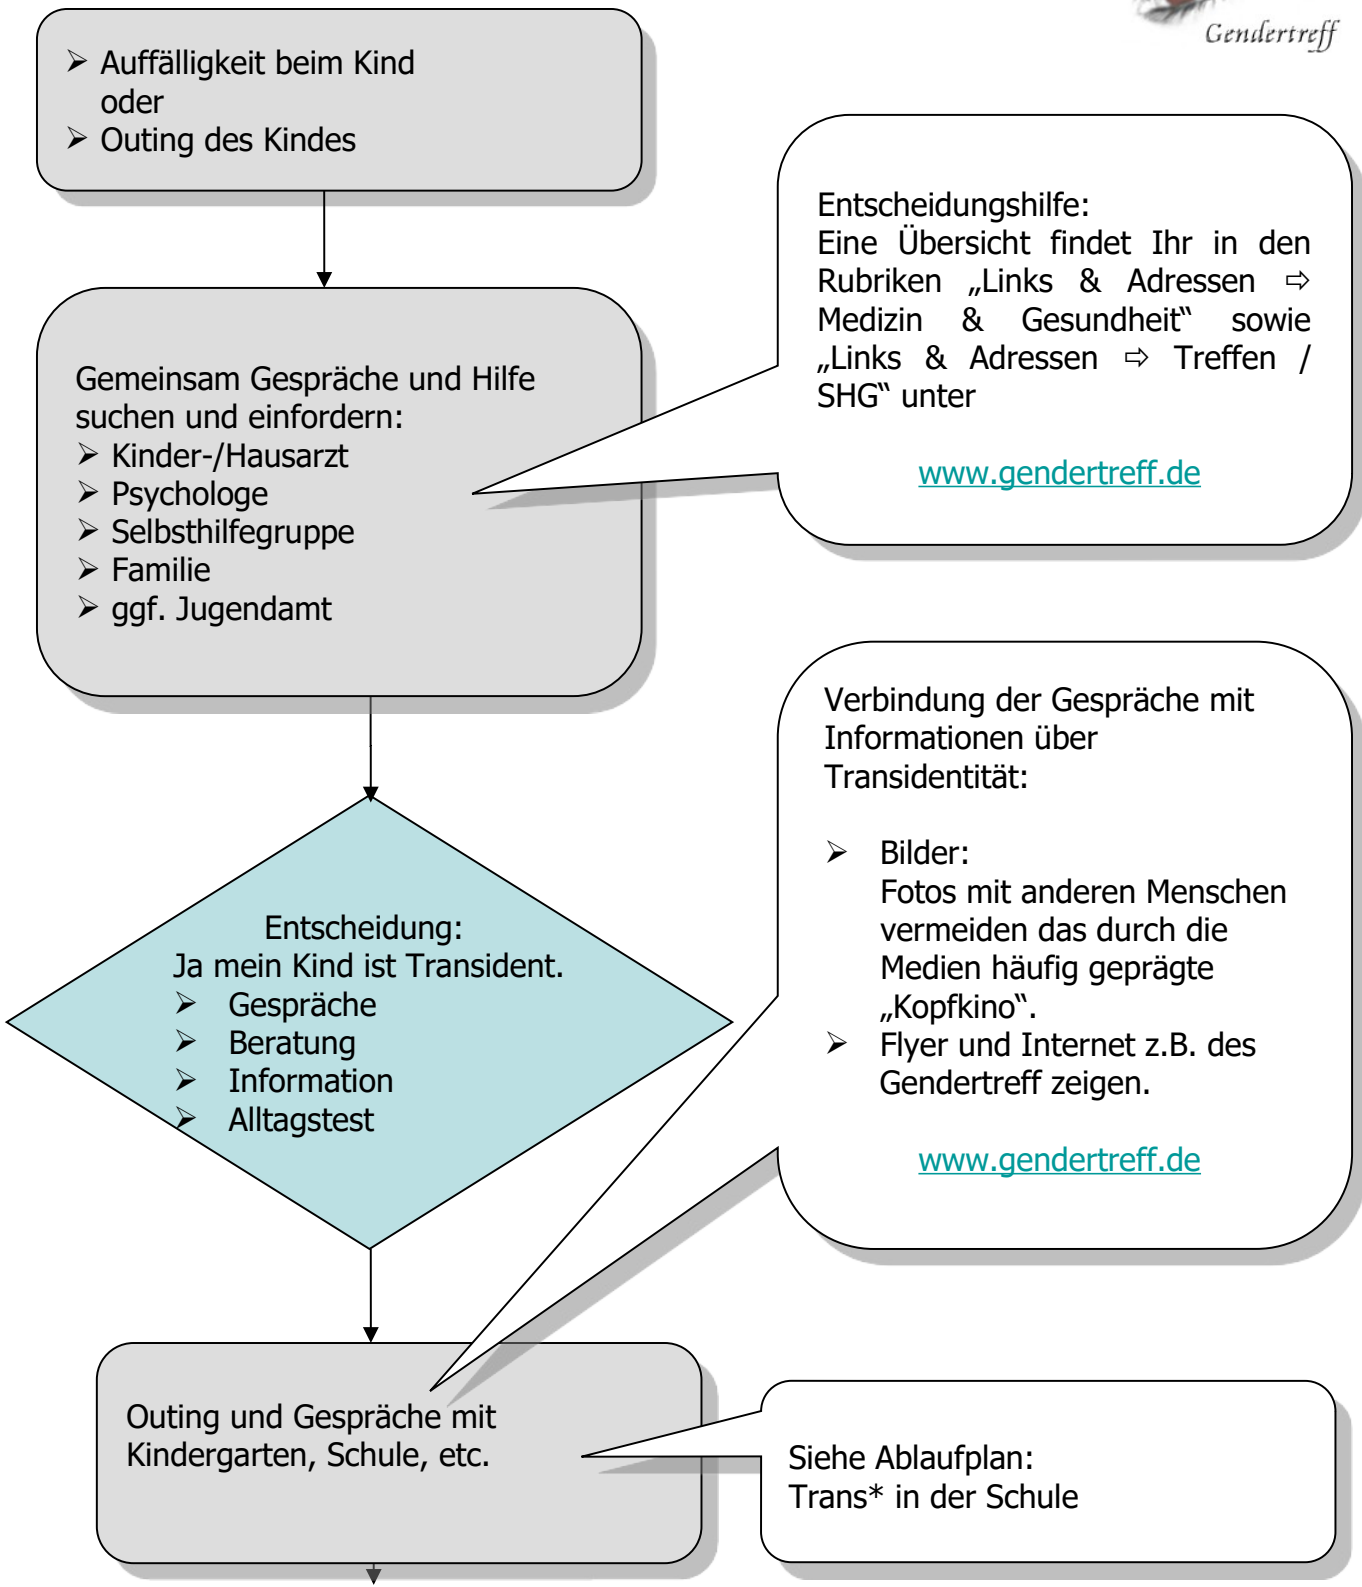 Gendertreff
➢ Auffälligkeit beim Kind
oder
➢ Outing des Kindes
Entscheidungshilfe:
Eine Übersicht findet Ihr in den
Rubriken „Links & Adressen ⇨
Medizin & Gesundheit“ sowie
„Links & Adressen ⇨ Treffen /
SHG“ unter
www.gendertreff.de
Gemeinsam Gespräche und Hilfe
suchen und einfordern:
➢ Kinder-/Hausarzt
➢ Psychologe
➢ Selbsthilfegruppe
➢ Familie
➢ ggf. Jugendamt
Verbindung der Gespräche mit
Informationen über
Transidentität:
➢ Bilder:
Fotos mit anderen Menschen
vermeiden das durch die
Medien häufig geprägte
„Kopfkino“.
➢ Flyer und Internet z.B. des
Gendertreff zeigen.
www.gendertreff.de
Entscheidung:
Ja mein Kind ist Transident.
➢ Gespräche
➢ Beratung
➢ Information
➢ Alltagstest
Outing und Gespräche mit
Kindergarten, Schule, etc.
Siehe Ablaufplan:
Trans* in der Schule